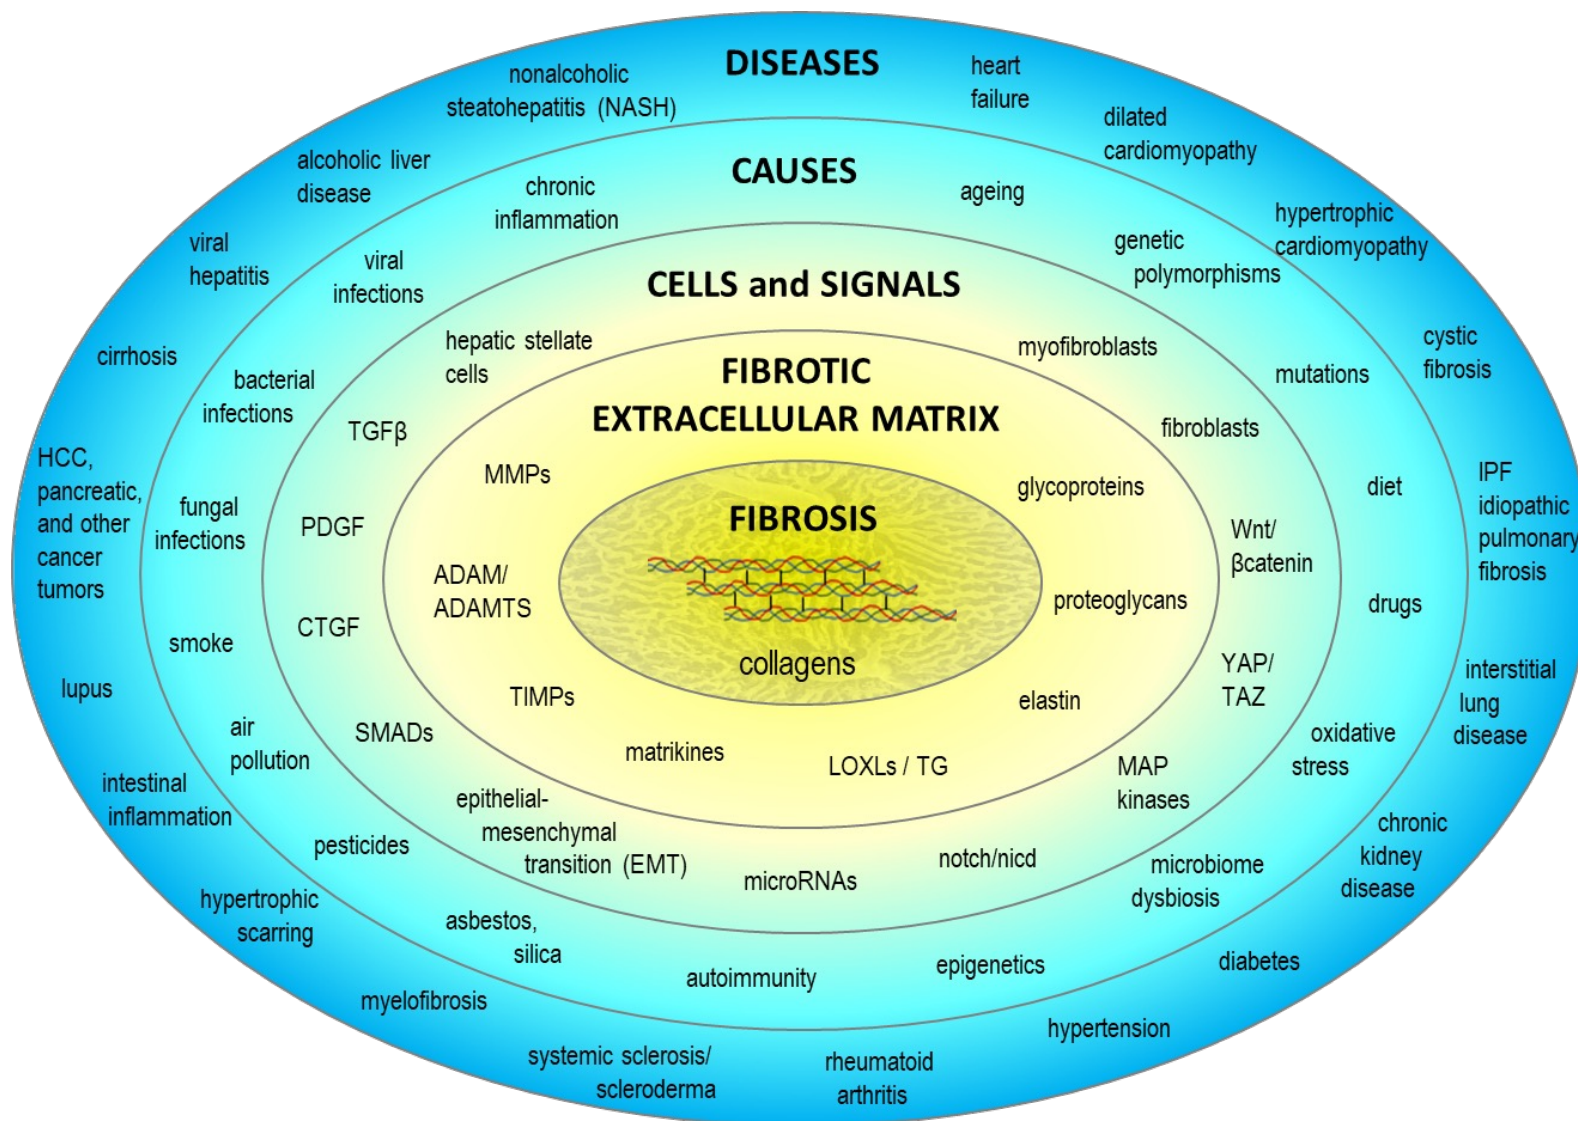 DISEASES
nonalcoholic
steatohepatitis (NASH)
heart
failure
dilated
cardiomyopathy
hypertrophic
cardiomyopathy
cystic
fibrosis
IPF
idiopathic
pulmonary
fibrosis
interstitial
lung
disease
chronic
kidney
disease
diabetes
hypertension
rheumatoid
arthritis
systemic sclerosis/
scleroderma
myelofibrosis
hypertrophic
scarring
intestinal
inflammation
lupus
HCC,
pancreatic,
and other
cancer
tumors
cirrhosis
viral
hepatitis
alcoholic liver
disease
CAUSES
chronic
inflammation
ageing
genetic
polymorphisms
mutations
diet
drugs
oxidative
stress
microbiome
dysbiosis
epigenetics
autoimmunity
asbestos,
silica
pesticides
air
pollution
smoke
fungal
infections
bacterial
infections
viral
infections
CELLS and SIGNALS
hepatic stellate
cells
myofibroblasts
fibroblasts
Wnt/
βcatenin
YAP/
TAZ
MAP
kinases
notch/nicd
microRNAs
epithelial-
mesenchymal
transition (EMT)
SMADs
CTGF
PDGF
TGFβ
FIBROTIC
EXTRACELLULAR MATRIX
MMPs
glycoproteins
proteoglycans
elastin
LOXLs / TG
matrikines
TIMPs
ADAM/
ADAMTS
FIBROSIS
collagens